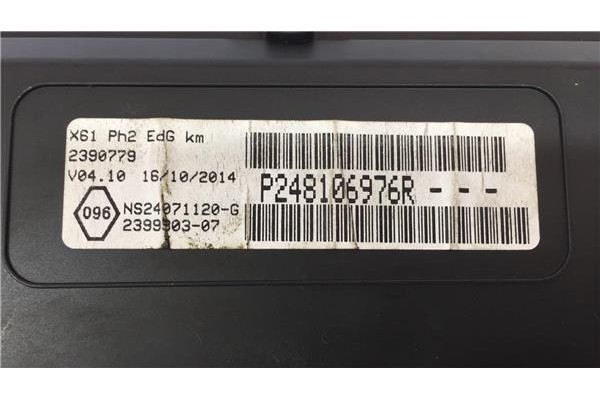 X61 Ph2 EdG km
2390779
V04.10 16/10/2014
096
NS24071120-G
2399903-07
P248106976R---